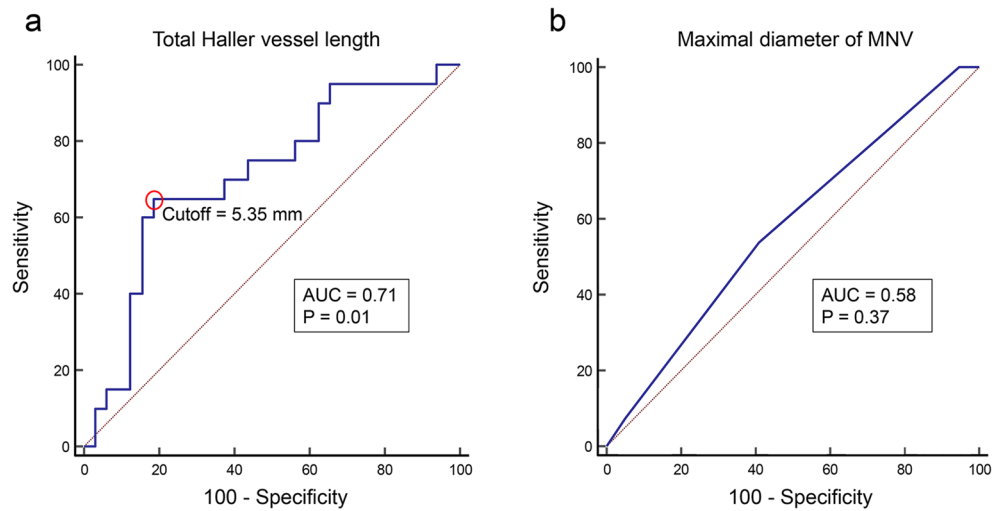 a
Total Haller vessel length
100
80
60
40
20
0
Sensitivity
Cutoff = 5.35 mm
AUC = 0.71
P = 0.01
0 20 40 60 80 100
100 - Specificity
b
Maximal diameter of MNV
100
80
60
40
20
0
Sensitivity
AUC = 0.58
P = 0.37
0 20 40 60 80 100
100 - Specificity